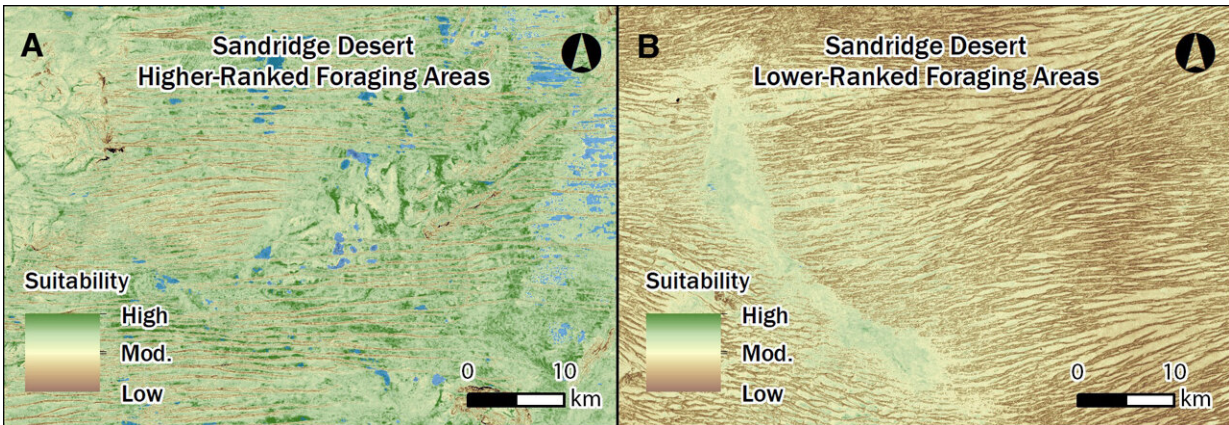 A
Sandridge Desert
Higher-Ranked Foraging Areas
Suitability
High
Mod.
Low
0 10
km
B
Sandridge Desert
Lower-Ranked Foraging Areas
Suitability
High
Mod.
Low
0 10
km